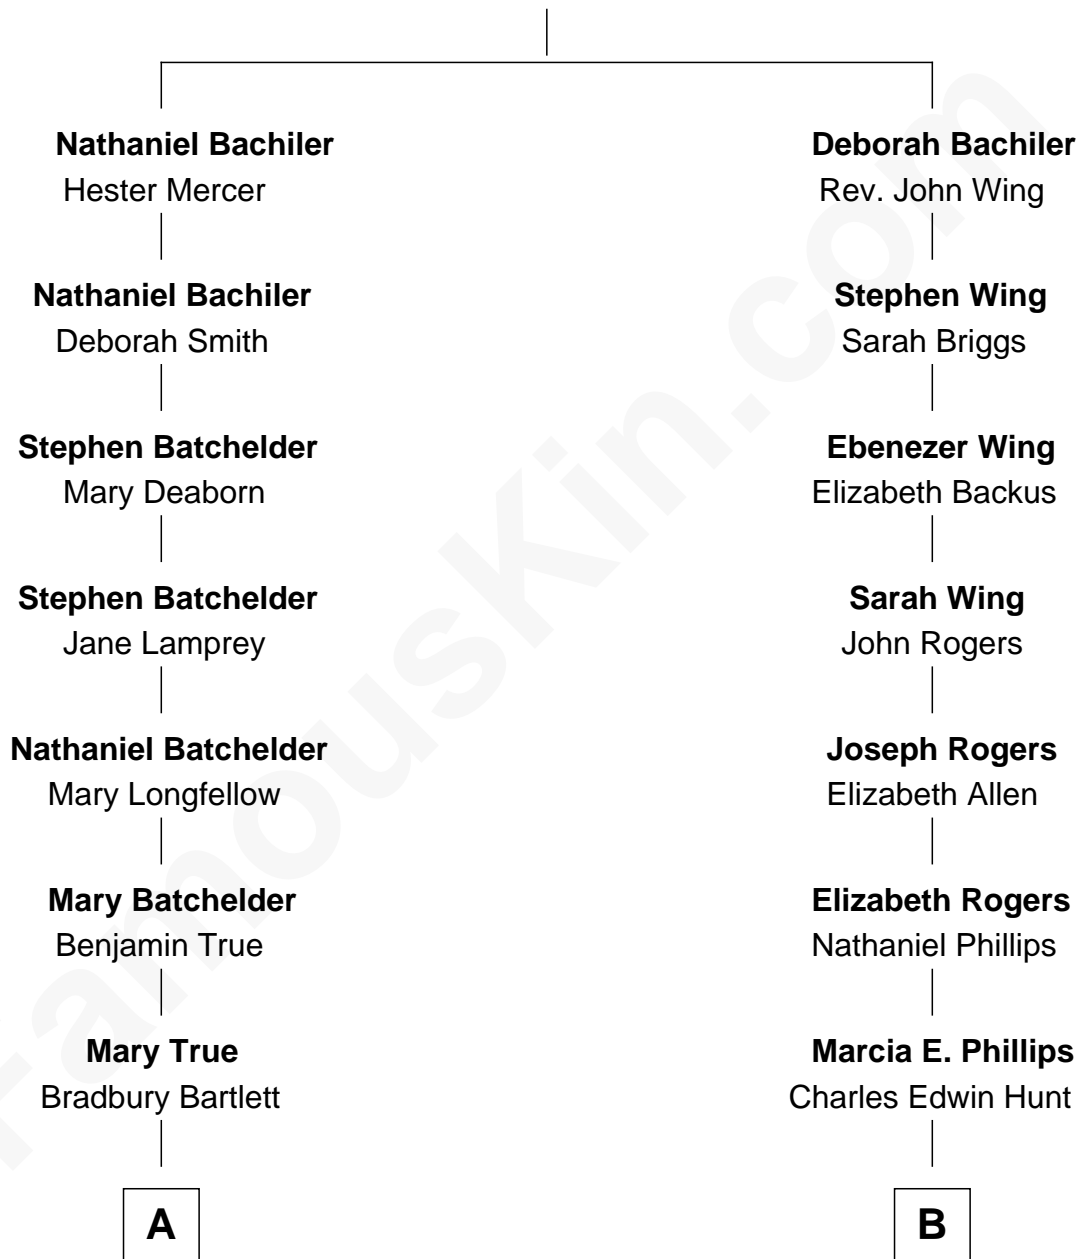 Nathaniel Bachiler
Hester Mercer
Deborah Bachiler
Rev. John Wing
Nathaniel Bachiler
Deborah Smith
Stephen Wing
Sarah Briggs
Stephen Batchelder
Mary Deaborn
Ebenezer Wing
Elizabeth Backus
Stephen Batchelder
Jane Lamprey
Sarah Wing
John Rogers
Nathaniel Batchelder
Mary Longfellow
Joseph Rogers
Elizabeth Allen
Mary Batchelder
Benjamin True
Elizabeth Rogers
Nathaniel Phillips
Mary True
Bradbury Bartlett
Marcia E. Phillips
Charles Edwin Hunt
A
B
FamousKin.com